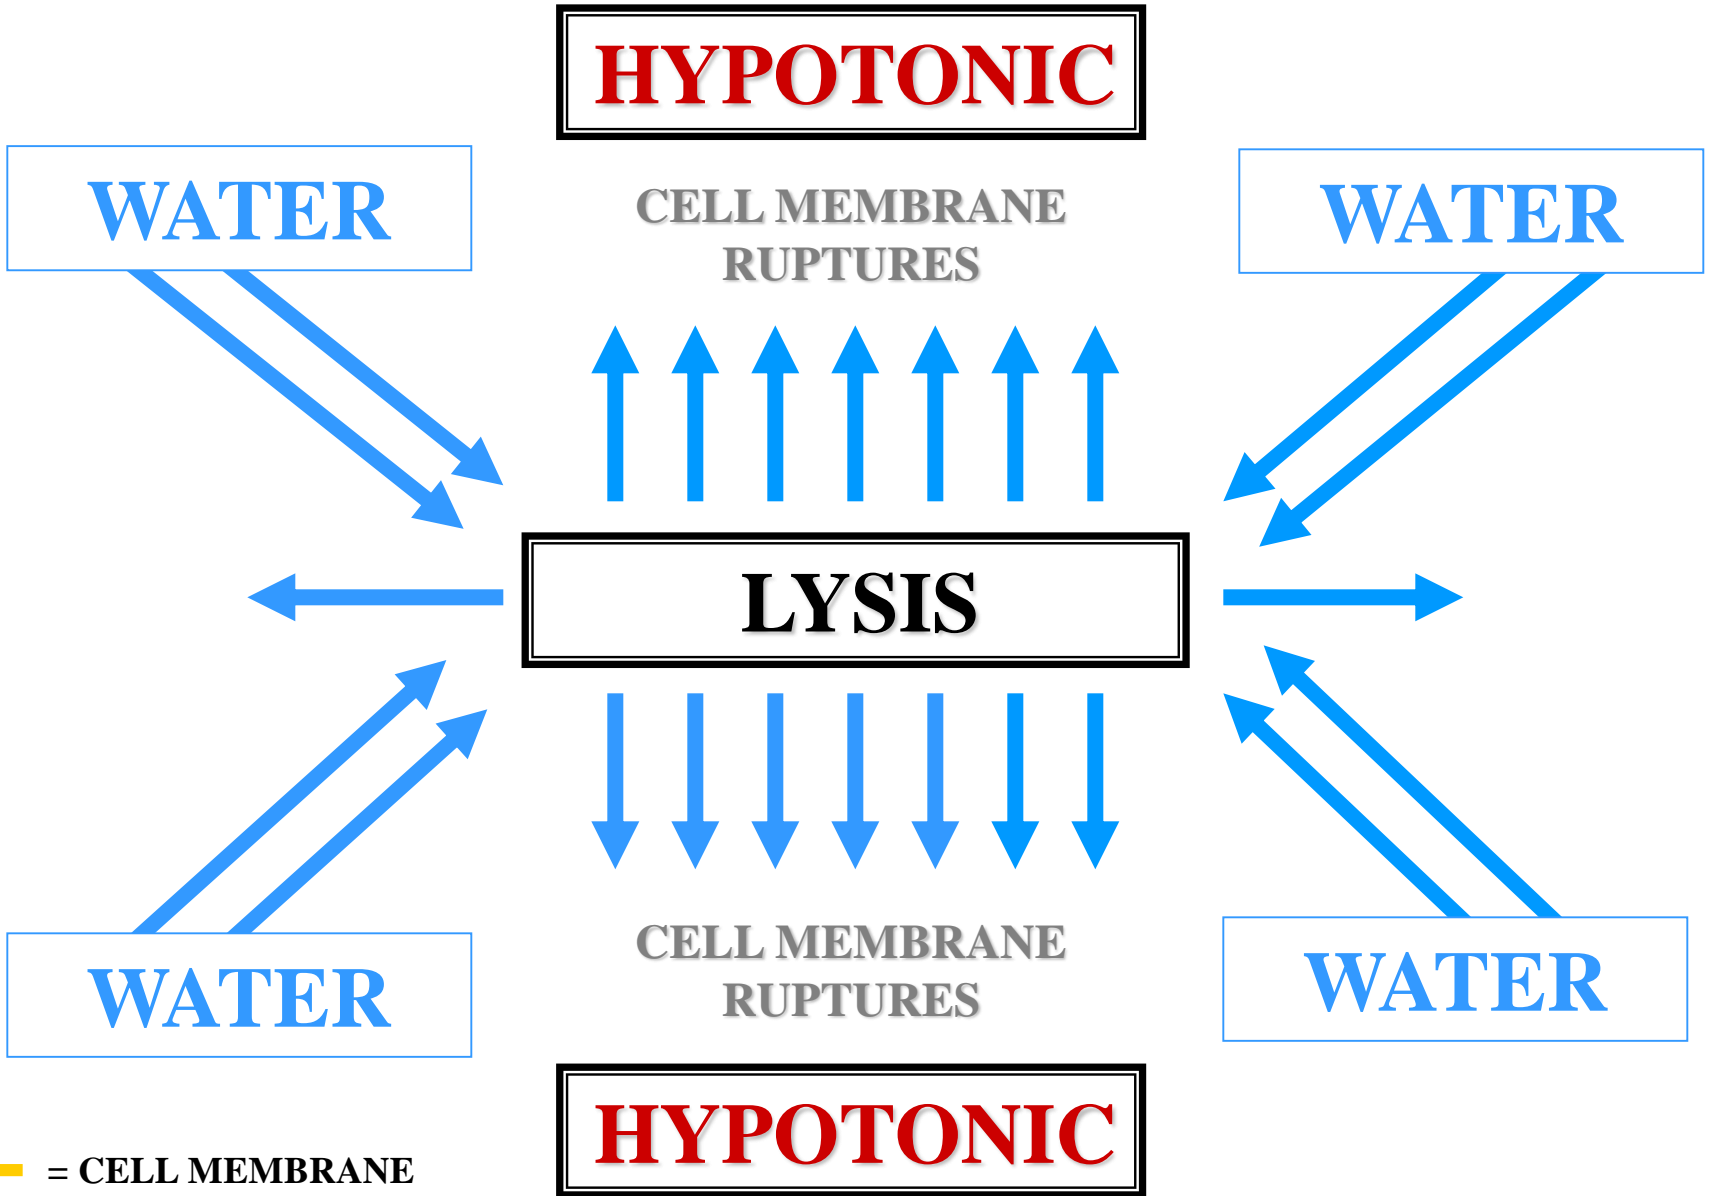 HYPOTONIC
WATER
WATER
CELL MEMBRANE
RUPTURES
LYSIS
CELL MEMBRANE
RUPTURES
WATER
WATER
HYPOTONIC
= CELL MEMBRANE